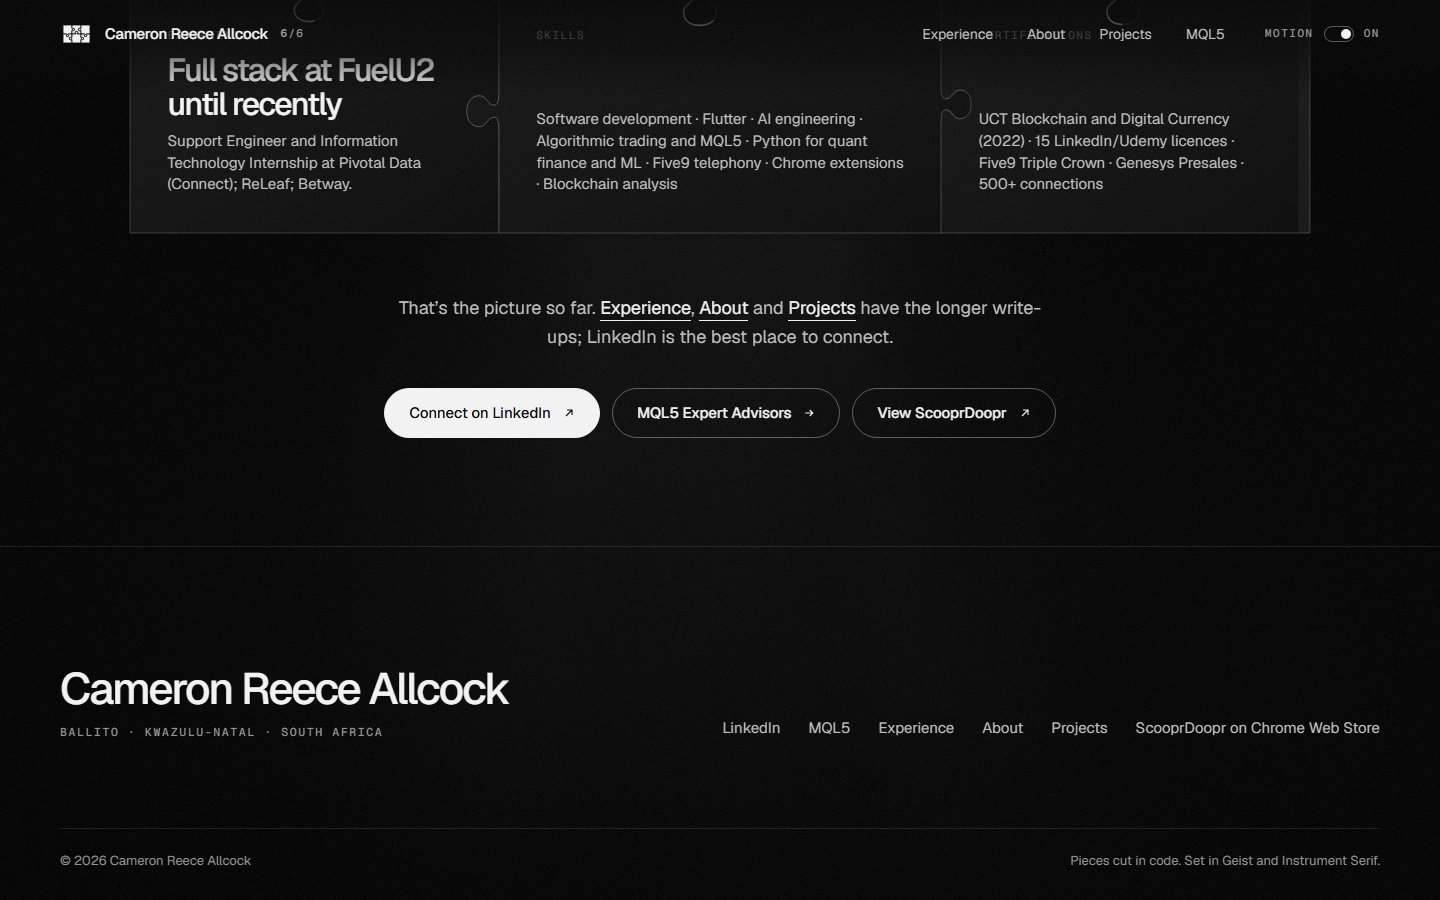 Cameron Reece Allcock 6/6
Experience About Projects MQL5 MOTION ON
SKILLS
Full stack at FuelU2
until recently
Support Engineer and Information
Technology Internship at Pivotal Data
(Connect); ReLeaf; Betway.
Software development · Flutter · AI engineering ·
Algorithmic trading and MQL5 · Python for quant
finance and ML · Five9 telephony · Chrome extensions
· Blockchain analysis
UCT Blockchain and Digital Currency
(2022) · 15 LinkedIn/Udemy licences ·
Five9 Triple Crown · Genesys Presales ·
500+ connections
That’s the picture so far. Experience, About and Projects have the longer write-
ups; LinkedIn is the best place to connect.
Connect on LinkedIn ↗
MQL5 Expert Advisors →
View ScooprDoopr ↗
Cameron Reece Allcock
BALLITO · KWAZULU-NATAL · SOUTH AFRICA
LinkedIn MQL5 Experience About Projects ScooprDoopr on Chrome Web Store
© 2026 Cameron Reece Allcock
Pieces cut in code. Set in Geist and Instrument Serif.